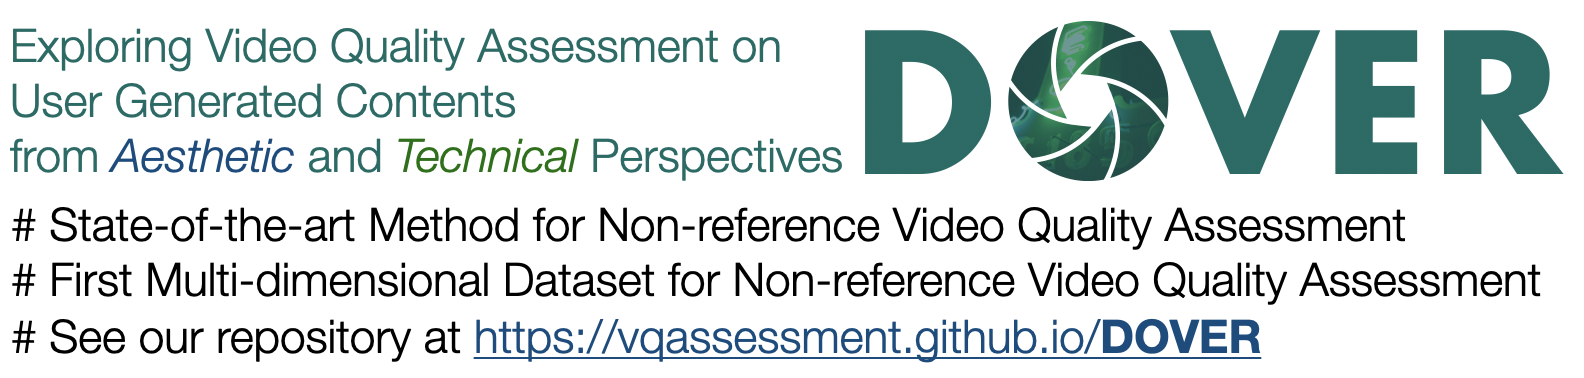 Exploring Video Quality Assessment on
User Generated Contents
from Aesthetic and Technical Perspectives
DOVER
# State-of-the-art Method for Non-reference Video Quality Assessment
# First Multi-dimensional Dataset for Non-reference Video Quality Assessment
# See our repository at https://vqassessment.github.io/DOVER